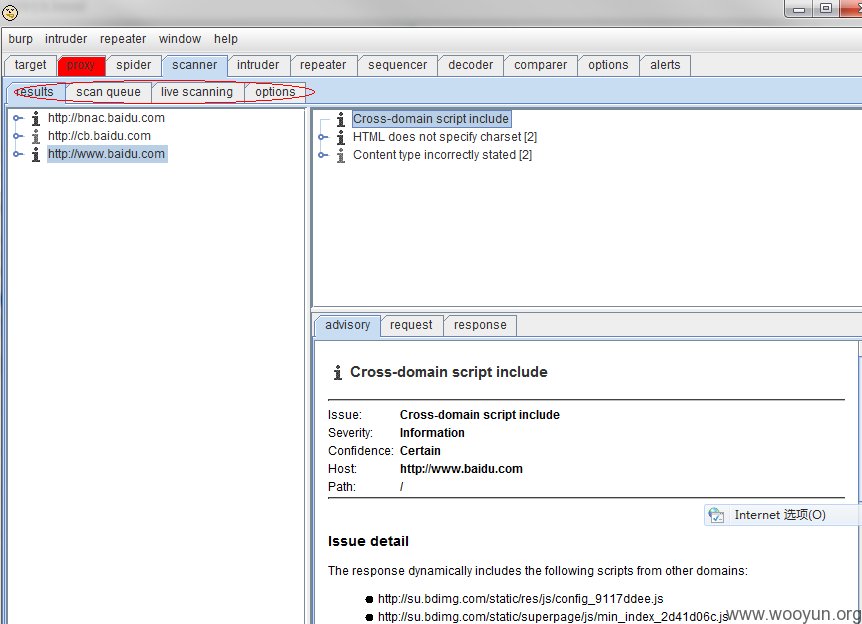 burp intruder repeater window help
target proxy spider scanner intruder repeater sequencer decoder comparer options alerts
results scan queue live scanning options
http://bnac.baidu.com
http://cb.baidu.com
http://www.baidu.com
Cross-domain script include
HTML does not specify charset [2]
Content type incorrectly stated [2]
advisory request response
Cross-domain script include
Issue: Cross-domain script include
Severity: Information
Confidence: Certain
Host: http://www.baidu.com
Path: /
Internet 选项(O)
Issue detail
The response dynamically includes the following scripts from other domains:
http://su.bdimg.com/static/res/js/config_9117ddee.js
http://su.bdimg.com/static/superpage/js/min_index_2d41d06c.js
www.wooyun.org